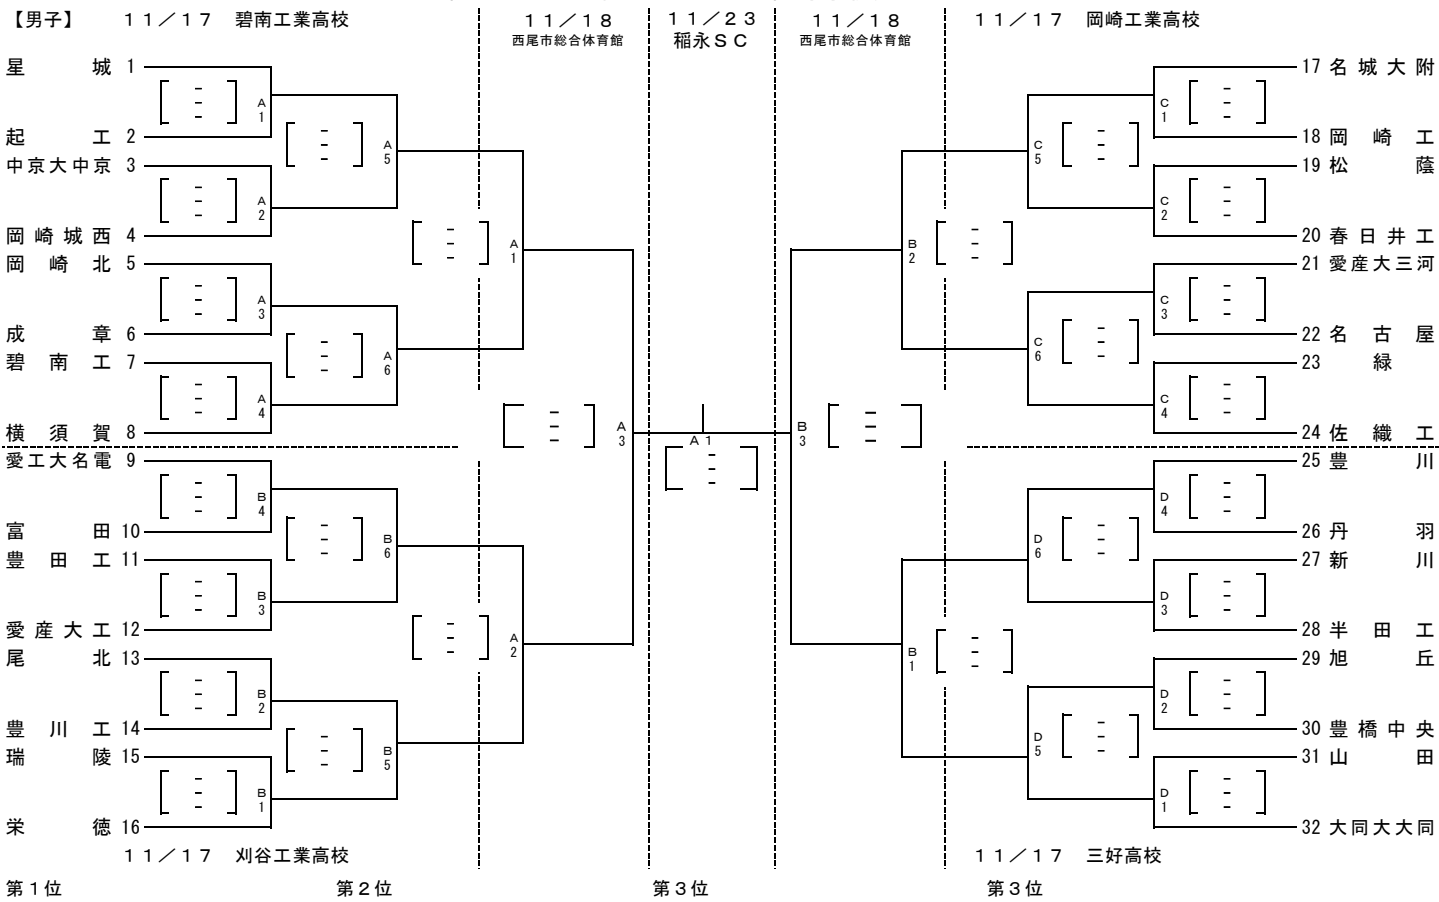 【男子】 １１／１７ 碧南工業高校 １１／１８ １１／２３ １１／１８ １１／１７ 岡崎工業高校
西尾市総合体育館 稲永ＳＣ 西尾市総合体育館
星城 1
A1
起工 2
A5
中京大中京 3
A2
岡崎城西 4
A1
岡崎北 5
A3
成章 6
A6
碧南工 7
A4
横須賀 8
A3
愛工大名電 9
B4
富田 10
B6
豊田工 11
B3
愛産大工 12
A2
尾北 13
B2
豊川工 14
B5
瑞陵 15
B1
栄徳 16
A1
17 名城大附
C1
18 岡崎工
C5
19 松蔭
C2
20 春日井工
B2
21 愛産大三河
C3
22 名古屋
C6
23 緑
C4
24 佐織工
B3
25 豊川
D4
26 丹羽
D6
27 新川
D3
28 半田工
B1
29 旭丘
D2
30 豊橋中央
D5
31 山田
D1
32 大同大大同
１１／１７ 刈谷工業高校 １１／１７ 三好高校
第１位 第２位 第３位 第３位